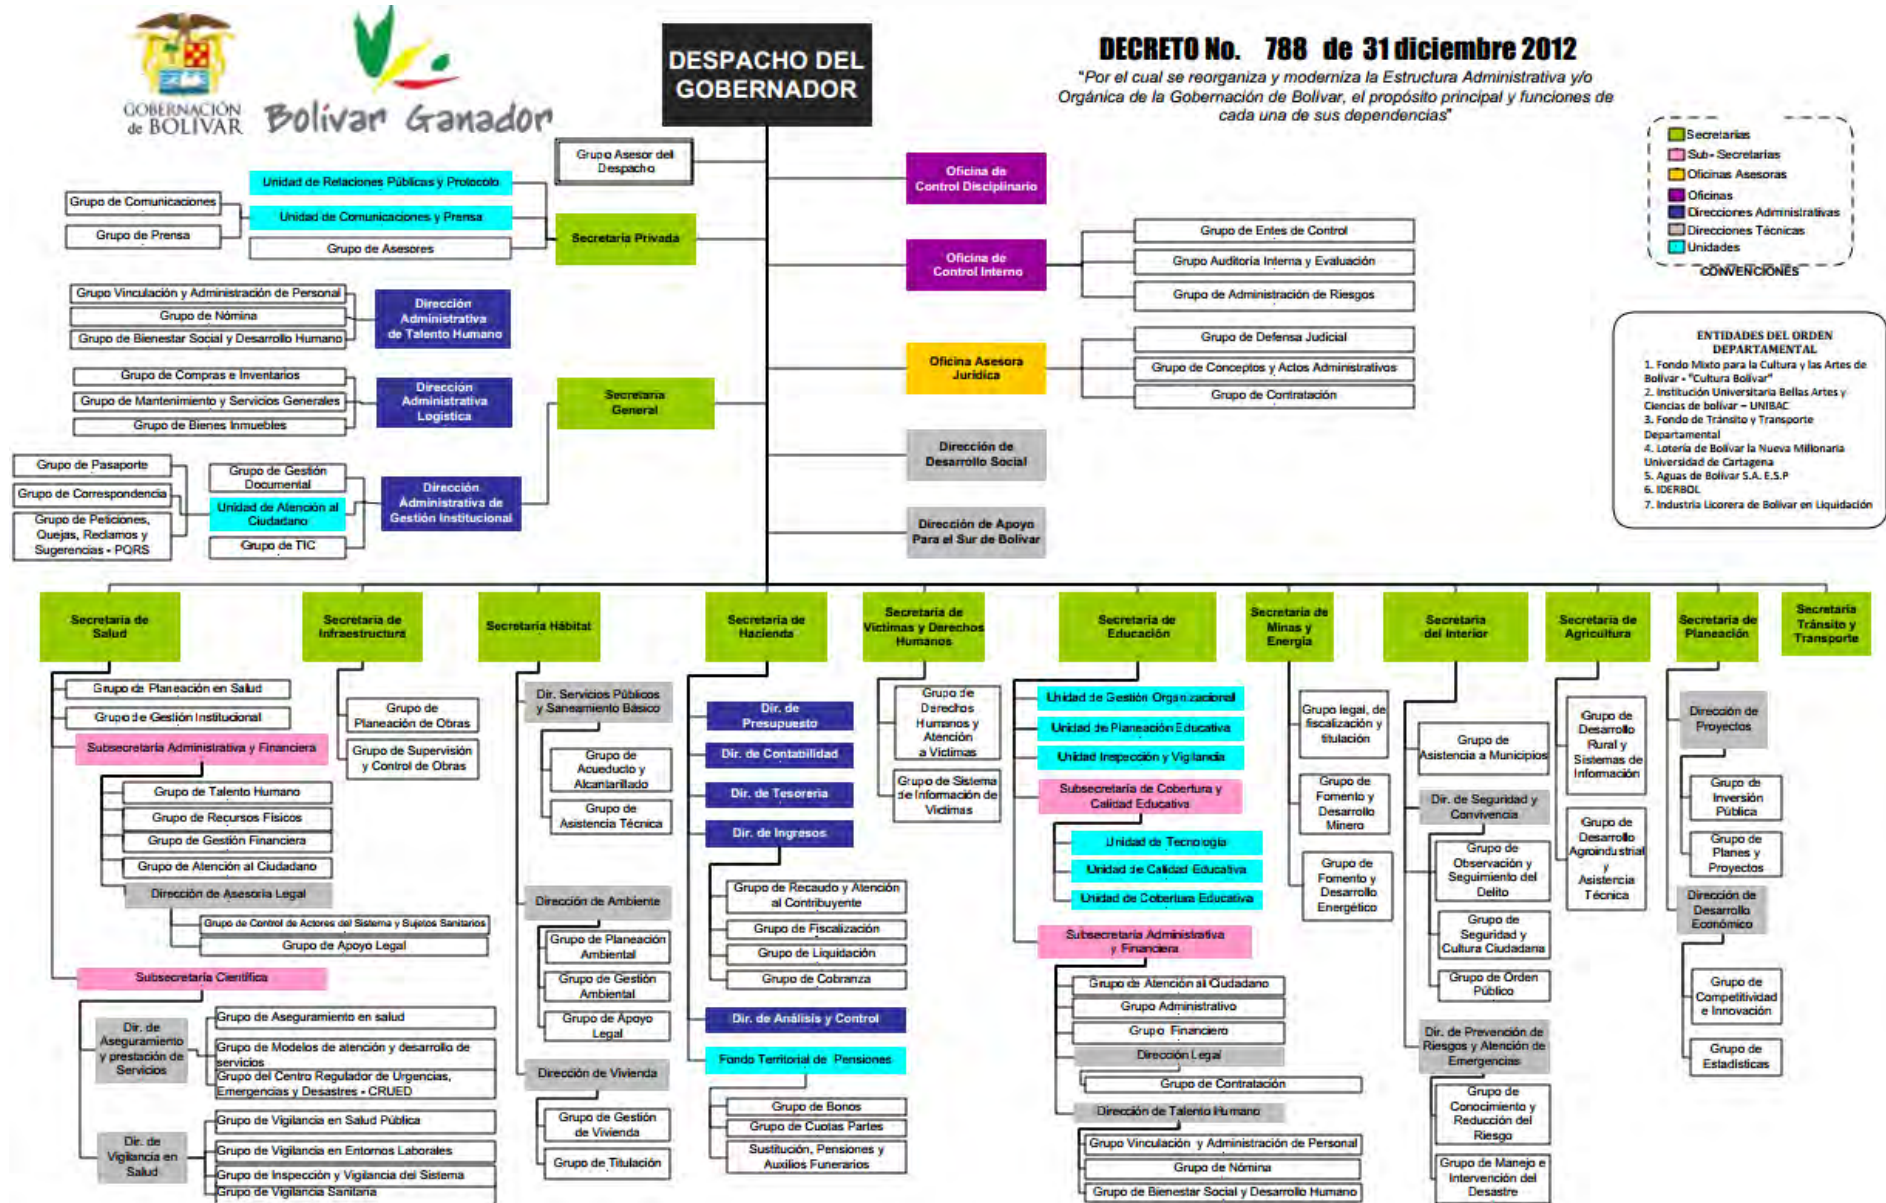 GOBERNACIÓN
de BOLIVAR
Bolívar Ganador
DESPACHO DEL
GOBERNADOR
DECRETO No. 788 de 31 diciembre 2012
"Por el cual se reorganiza y moderniza la Estructura Administrativa y/o
Orgánica de la Gobernación de Bolívar, el propósito principal y funciones de
cada una de sus dependencias"
Secretarías
Sub- Secretarías
Oficinas Asesoras
Oficinas
Direcciones Administrativas
Direcciones Técnicas
Unidades
CONVENCIONES
ENTIDADES DEL ORDEN
DEPARTAMENTAL
1. Fondo Mixto para la Cultura y las Artes de
Bolívar - "Cultura Bolívar"
2. Institución Universitaria Bellas Artes y
Ciencias de bolívar – UNIBAC
3. Fondo de Tránsito y Transporte
Departamental
4. Lotería de Bolívar la Nueva Millonaria
Universidad de Cartagena
5. Aguas de Bolívar S.A. E.S.P
6. IDERBOL
7. Industria Licorera de Bolívar en Liquidación
Grupo Asesor dell
Despacho
Unidad de Relaciones Públicas y Protocolo
Unidad de Comunicaciones y Prensa
Grupo de Asesores
Grupo de Comunicaciones
Grupo de Prensa
Secretaría Privada
Grupo Vinculación y Administración de Personal
Grupo de Nómina
Grupo de Bienestar Social y Desarrollo Humano
Dirección
Administrativa
de Talento Humano
Grupo de Compras e Inventarios
Grupo de Mantenimiento y Servicios Generales
Grupo de Bienes Inmuebles
Dirección
Administrativa
Logística
Secretaría
General
Grupo de Pasaporte
Grupo de Correspondencia
Grupo de Peticiones,
Quejas, Reclamos y
Sugerencias - PQRS
Grupo de Gestión
Documental
Unidad de Atención al
Ciudadano
Grupo de TIC
Dirección
Administrativa de
Gestión Institucional
Oficina de
Control Disciplinario
Oficina de
Control Interno
Grupo de Entes de Control
Grupo Auditoría Interna y Evaluación
Grupo de Administración de Riesgos
Oficina Asesora
Jurídica
Grupo de Defensa Judicial
Grupo de Conceptos y Actos Administrativos
Grupo de Contratación
Dirección de
Desarrollo Social
Dirección de Apoyo
Para el Sur de Bolívar
Secretaría de
Salud
Grupo de Planeación en Salud
Grupo de Gestión Institucional
Subsecretaría Administrativa y Financiera
Grupo de Talento Humano
Grupo de Recursos Físicos
Grupo de Gestión Financiera
Grupo de Atención al Ciudadano
Dirección de Asesoría Legal
Grupo de Control de Actores del Sistema y Sujetos Sanitarios
Grupo de Apoyo Legal
Subsecretaría Científica
Dir. de
Aseguramiento
y prestación de
Servicios
Grupo de Aseguramiento en salud
Grupo de Modelos de atención y desarrollo de
servicios
Grupo del Centro Regulador de Urgencias,
Emergencias y Desastres - CRUED
Dir. de
Vigilancia en
Salud
Grupo de Vigilancia en Salud Pública
Grupo de Vigilancia en Entornos Laborales
Grupo de Inspección y Vigilancia del Sistema
Grupo de Vigilancia Sanitaria
Secretaría de
Infraestructura
Grupo de
Planeación de Obras
Grupo de Supervisión
y Control de Obras
Secretaría Hábitat
Dir. Servicios Públicos
y Saneamiento Básico
Grupo de
Acueducto y
Alcantarillado
Grupo de
Asistencia Técnica
Dirección de Ambiente
Grupo de Planeación
Ambiental
Grupo de Gestión
Ambiental
Grupo de Apoyo
Legal
Dirección de Vivienda
Grupo de Gestión
de Vivienda
Grupo de Titulación
Secretaría de
Hacienda
Dir. de
Presupuesto
Dir. de Contabilidad
Dir. de Tesorería
Dir. de Ingresos
Grupo de Recaudo y Atención
al Contribuyente
Grupo de Fiscalización
Grupo de Liquidación
Grupo de Cobranza
Dir. de Análisis y Control
Fondo Territorial de Pensiones
Grupo de Bonos
Grupo de Cuotas Partes
Sustitución, Pensiones y
Auxilios Funerarios
Secretaría de
Víctimas y Derechos
Humanos
Grupo de
Derechos
Humanos y
Atención
a Víctimas
Grupo de Sistema
de Información de
Víctimas
Secretaría de
Educación
Unidad de Gestión Organizacional
Unidad de Planeación Educativa
Unidad Inspección y Vigilancia
Subsecretaría de Cobertura y
Calidad Educativa
Unidad de Tecnología
Unidad de Calidad Educativa
Unidad de Cobertura Educativa
Subsecretaría Administrativa
y Financiera
Grupo de Atención al Ciudadano
Grupo Administrativo
Grupo Financiero
Dirección Legal
Grupo de Contratación
Dirección de Talento Humano
Grupo Vinculación y Administración de Personal
Grupo de Nómina
Grupo de Bienestar Social y Desarrollo Humano
Secretaría de
Minas y
Energía
Grupo legal, de
fiscalización y
titulación
Grupo de
Fomento y
Desarrollo
Minero
Grupo de
Fomento y
Desarrollo
Energético
Secretaría
del Interior
Grupo de
Asistencia a Municipios
Dir. de Seguridad y
Convivencia
Grupo de
Observación y
Seguimiento del
Delito
Grupo de
Seguridad y
Cultura Ciudadana
Grupo de Orden
Público
Dir. de Prevención de
Riesgos y Atención de
Emergencias
Grupo de
Conocimiento y
Reducción del
Riesgo
Grupo de Manejo e
Intervención del
Desastre
Secretaría de
Agricultura
Grupo de
Desarrollo
Rural y
Sistemas de
Información
Grupo de
Desarrollo
Agroindustrial
y
Asistencia
Técnica
Secretaría de
Planeación
Dirección de
Proyectos
Grupo de
Inversión
Pública
Grupo de
Planes y
Proyectos
Dirección de
Desarrollo
Económico
Grupo de
Competitividad
e Innovación
Grupo de
Estadísticas
Secretaría
Tránsito y
Transporte